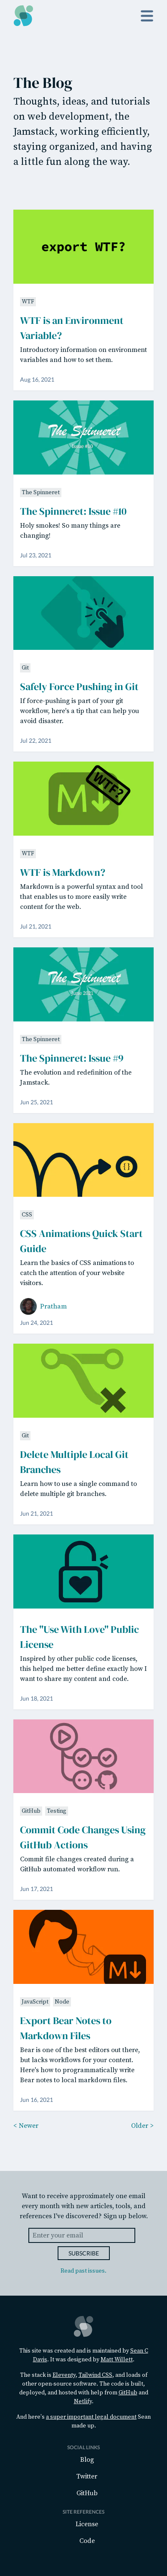 The Blog
Thoughts, ideas, and tutorials
on web development, the
Jamstack, working efficiently,
staying organized, and having
a little fun along the way.
export WTF?
WTF
WTF is an Environment
Variable?
Introductory information on environment
variables and how to set them.
Aug 16, 2021
The Spinneret
The Spinneret
The Spinneret: Issue #10
Holy smokes! So many things are
changing!
Jul 23, 2021
Git
Safely Force Pushing in Git
If force-pushing is part of your git
workflow, here's a tip that can help you
avoid disaster.
Jul 22, 2021
WTF?
M
WTF
WTF is Markdown?
Markdown is a powerful syntax and tool
that enables us to more easily write
content for the web.
Jul 21, 2021
The Spinneret
The Spinneret
The Spinneret: Issue #9
The evolution and redefinition of the
Jamstack.
Jun 25, 2021
CSS
CSS Animations Quick Start
Guide
Learn the basics of CSS animations to
catch the attention of your website
visitors.
Pratham
Jun 24, 2021
Git
Delete Multiple Local Git
Branches
Learn how to use a single command to
delete multiple git branches.
Jun 21, 2021
The "Use With Love" Public
License
Inspired by other public code licenses,
this helped me better define exactly how I
want to share my content and code.
Jun 18, 2021
GitHub Testing
Commit Code Changes Using
GitHub Actions
Commit file changes created during a
GitHub automated workflow run.
Jun 17, 2021
M
JavaScript Node
Export Bear Notes to
Markdown Files
Bear is one of the best editors out there,
but lacks workflows for our content.
Here's how to programmatically write
Bear notes to local markdown files.
Jun 16, 2021
< Newer Older >
Want to receive approximately one email
every month with new articles, tools, and
references I've discovered? Sign up below.
Enter your email
SUBSCRIBE
Read past issues.
This site was created and is maintained by Sean C
Davis. It was designed by Matt Willett.
The stack is Eleventy, Tailwind CSS, and loads of
other open-source software. The code is built,
deployed, and hosted with help from GitHub and
Netlify.
And here's a super important legal document Sean
made up.
SOCIAL LINKS
Blog
Twitter
GitHub
SITE REFERENCES
License
Code